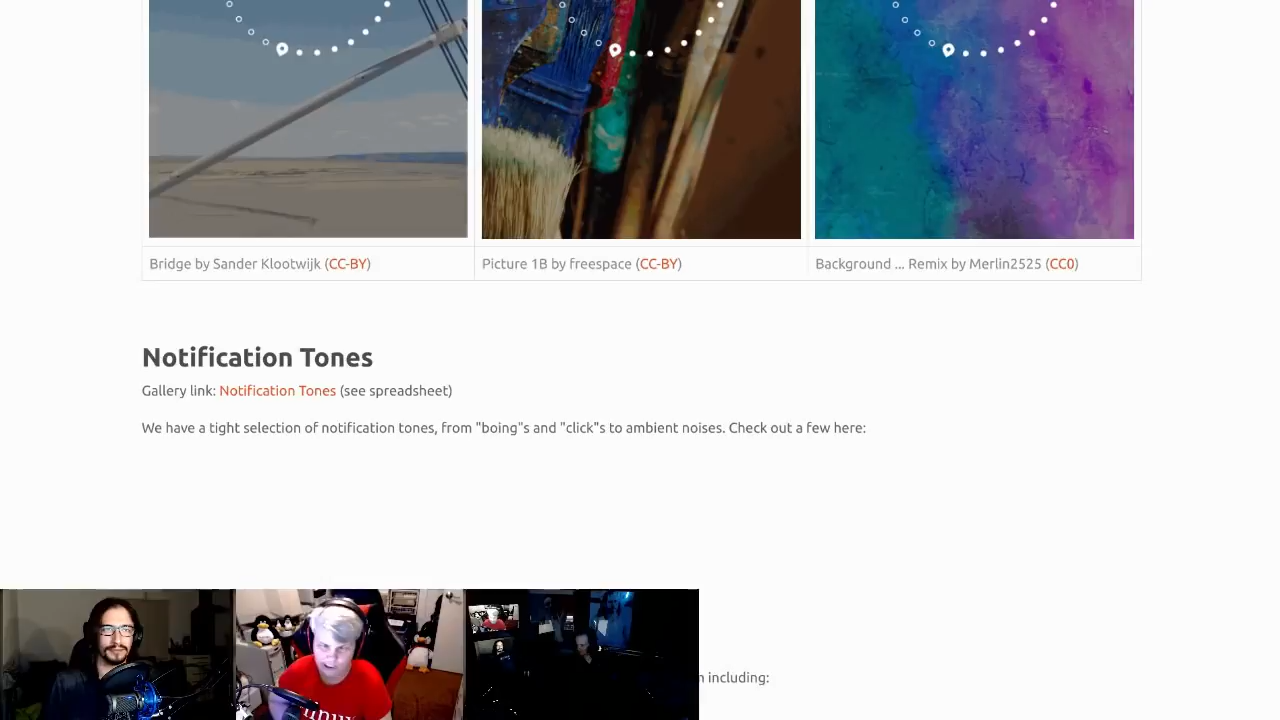 Bridge by Sander Klootwijk (CC-BY)
Picture 1B by freespace (CC-BY)
Background ... Remix by Merlin2525 (CC0)
Notification Tones
Gallery link: Notification Tones (see spreadsheet)
We have a tight selection of notification tones, from "boing"s and "click"s to ambient noises. Check out a few here:
including: